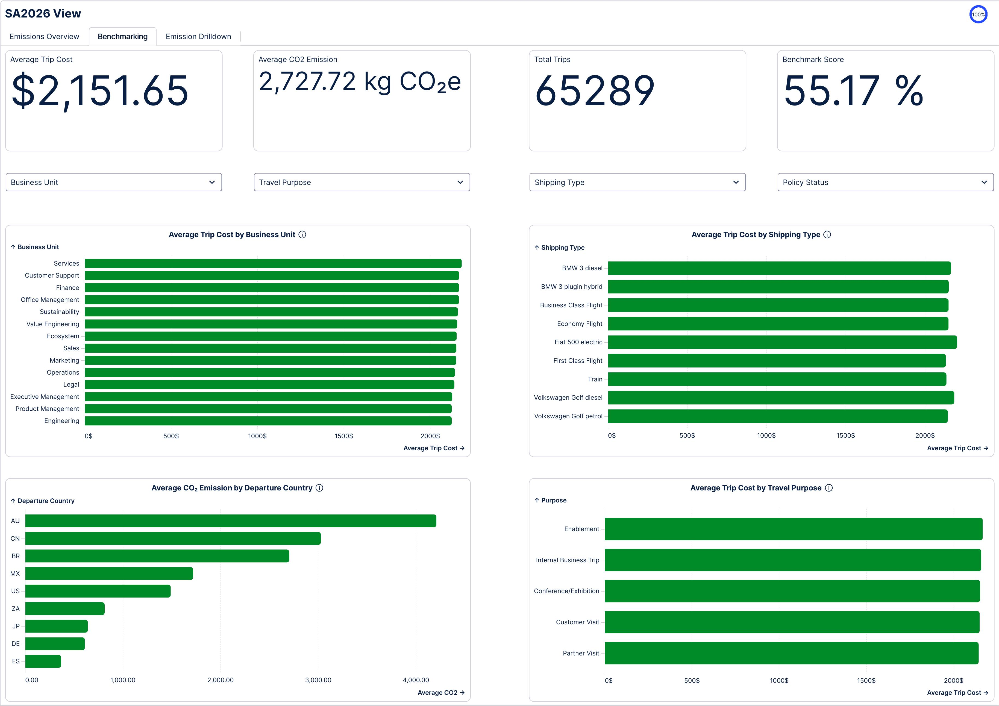 SA2026 View
100%
Emissions Overview
Benchmarking
Emission Drilldown
Average Trip Cost
$2,151.65
Average CO2 Emission
2,727.72 kg CO₂e
Total Trips
65289
Benchmark Score
55.17 %
Business Unit
Travel Purpose
Shipping Type
Policy Status
Average Trip Cost by Business Unit
↑ Business Unit
Services
Customer Support
Finance
Office Management
Sustainability
Value Engineering
Ecosystem
Sales
Marketing
Operations
Legal
Executive Management
Product Management
Engineering
0$ 500$ 1000$ 1500$ 2000$
Average Trip Cost →
Average Trip Cost by Shipping Type
↑ Shipping Type
BMW 3 diesel
BMW 3 plugin hybrid
Business Class Flight
Economy Flight
Fiat 500 electric
First Class Flight
Train
Volkswagen Golf diesel
Volkswagen Golf petrol
0$ 500$ 1000$ 1500$ 2000$
Average Trip Cost →
Average CO₂ Emission by Departure Country
↑ Departure Country
AU
CN
BR
MX
US
ZA
JP
DE
ES
0.00 1,000.00 2,000.00 3,000.00 4,000.00
Average CO2 →
Average Trip Cost by Travel Purpose
↑ Purpose
Enablement
Internal Business Trip
Conference/Exhibition
Customer Visit
Partner Visit
0$ 500$ 1000$ 1500$ 2000$
Average Trip Cost →